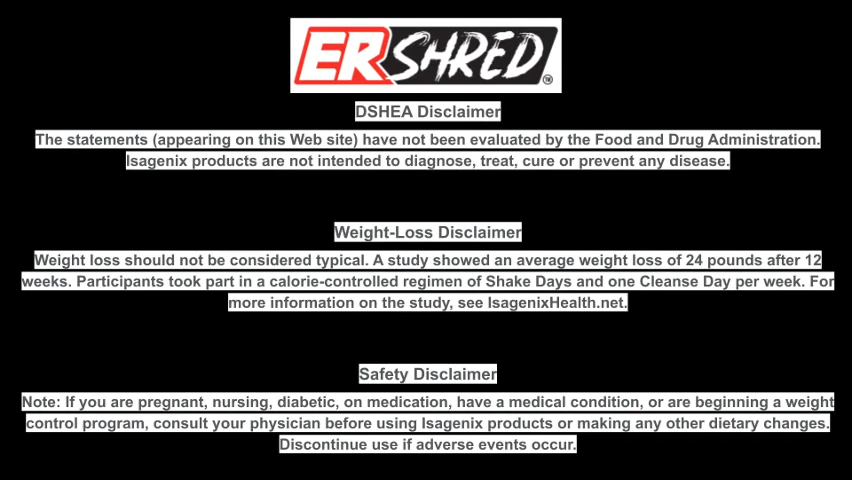 ER SHRED TM
DSHEA Disclaimer
The statements (appearing on this Web site) have not been evaluated by the Food and Drug Administration.
Isagenix products are not intended to diagnose, treat, cure or prevent any disease.
Weight-Loss Disclaimer
Weight loss should not be considered typical. A study showed an average weight loss of 24 pounds after 12
weeks. Participants took part in a calorie-controlled regimen of Shake Days and one Cleanse Day per week. For
more information on the study, see IsagenixHealth.net.
Safety Disclaimer
Note: If you are pregnant, nursing, diabetic, on medication, have a medical condition, or are beginning a weight
control program, consult your physician before using Isagenix products or making any other dietary changes.
Discontinue use if adverse events occur.